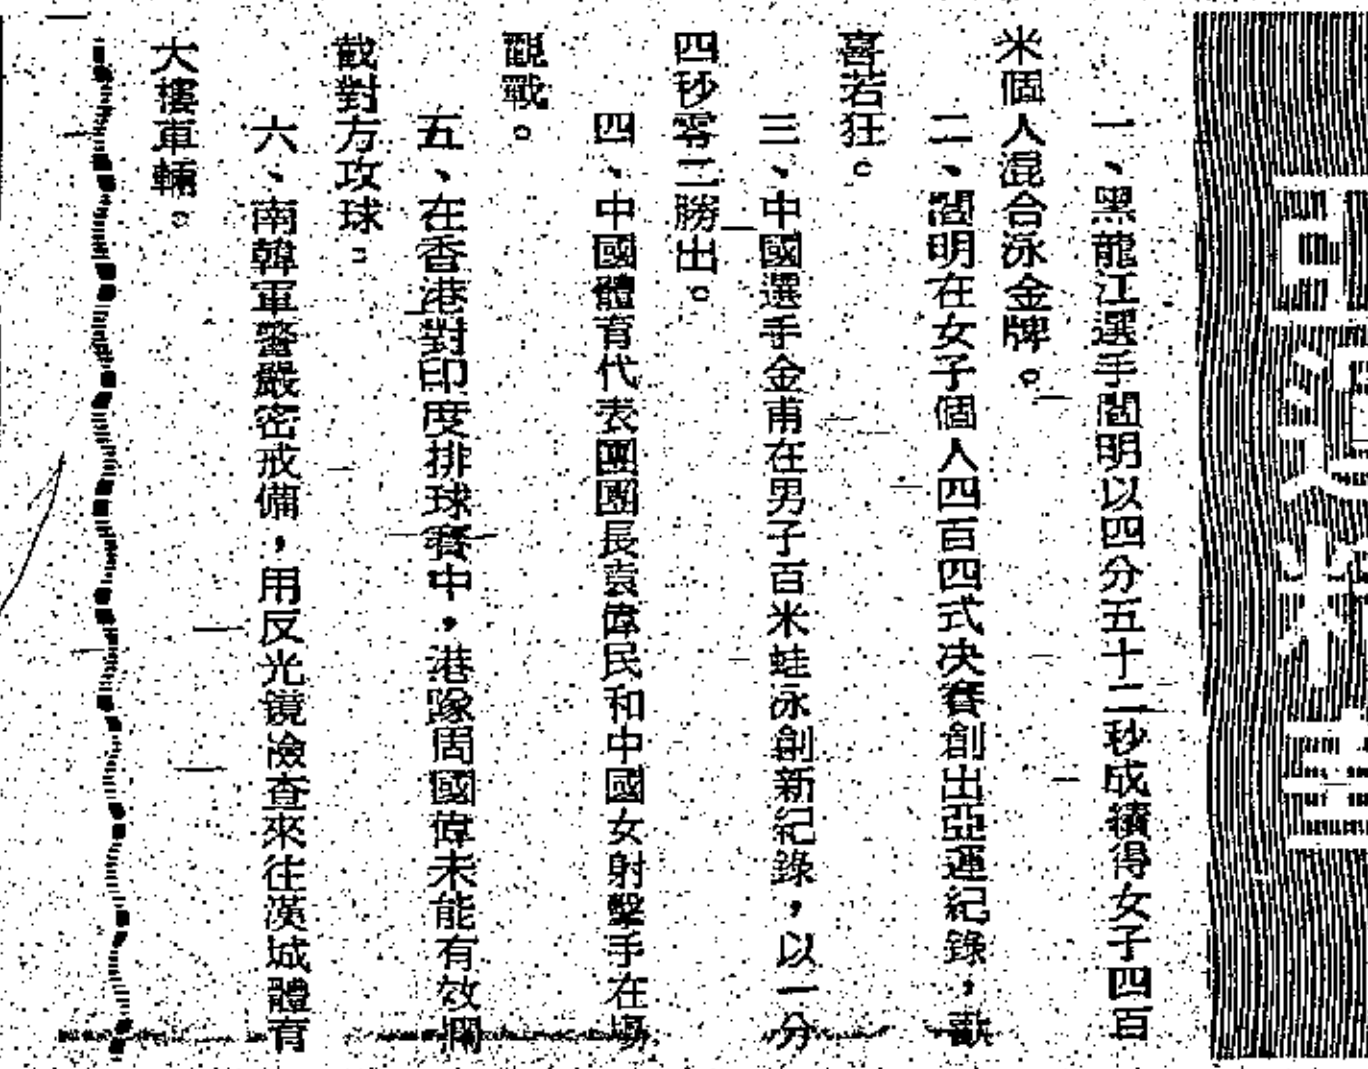 一、黑龍江選手閻明以四分五十二秒成績得女子四百
米個人混合泳金牌。
二、閻明在女子個人四百四式決賽創出亞運紀錄，歡
喜若狂。
三、中國選手金甫在男子百米蛙泳創新紀錄，以一分
四秒零二勝出。
四、中國體育代表團團長袁偉民和中國女射擊手在場
觀戰。
五、在香港對印度排球賽中，港隊周國偉未能有效攔
截對方攻球。
六、南韓軍警嚴密戒備，用反光鏡檢查來往漢城體育
大樓車輛。